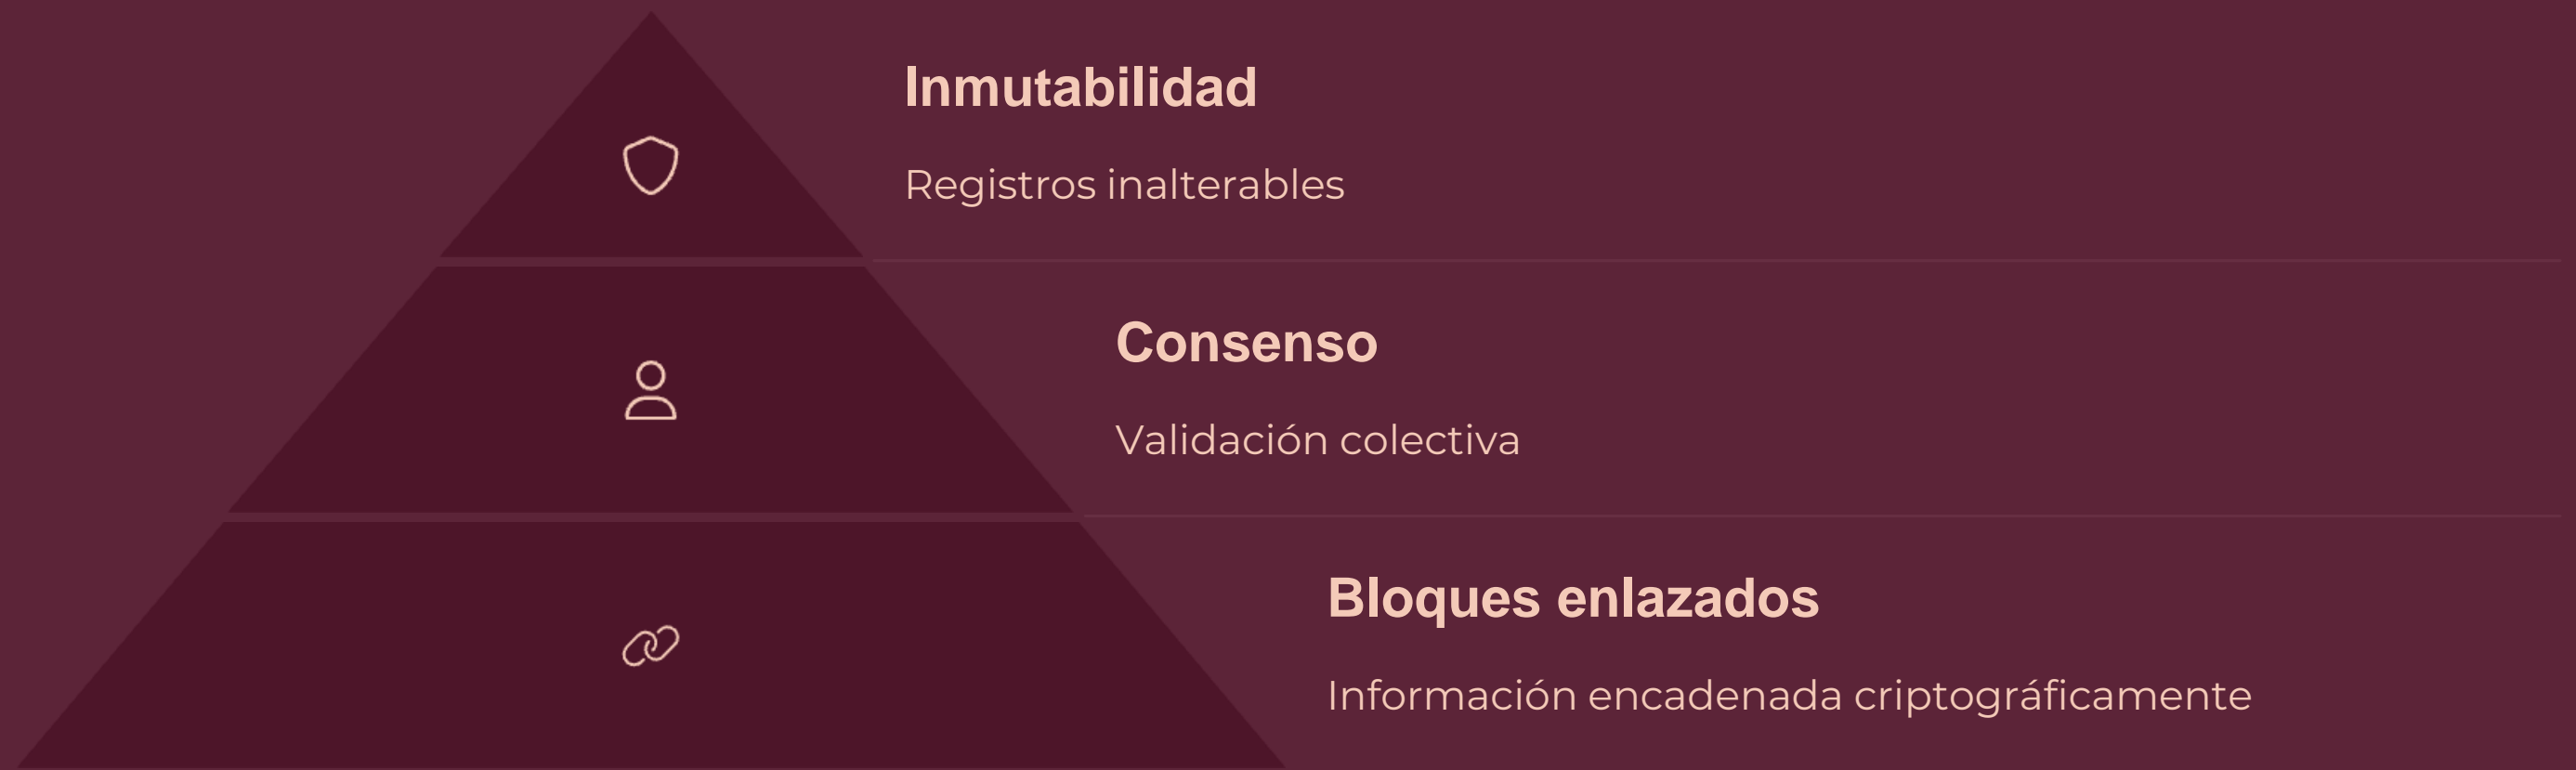 Inmutabilidad
Registros inalterables
Consenso
Validación colectiva
Bloques enlazados
Información encadenada criptográficamente